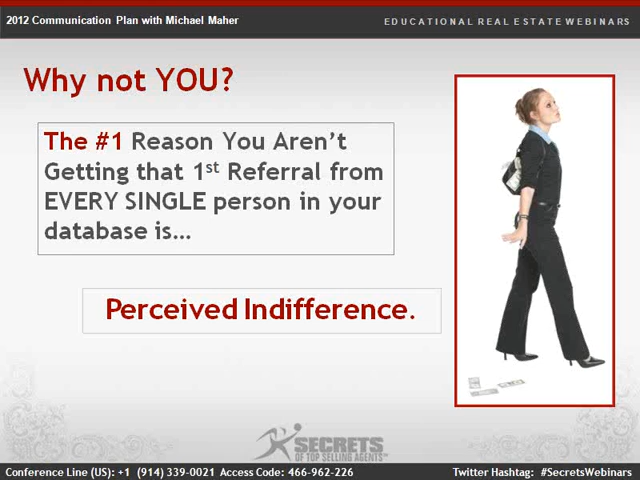 2012 Communication Plan with Michael Maher
EDUCATIONAL REAL ESTATE WEBINARS
Why not YOU?
The #1 Reason You Aren't
Getting that 1st Referral from
EVERY SINGLE person in your
database is...
Perceived Indifference.
SECRETS
OF TOP SELLING AGENTS
Conference Line (US): +1 (914) 339-0021 Access Code: 466-962-226
Twitter Hashtag: #SecretsWebinars